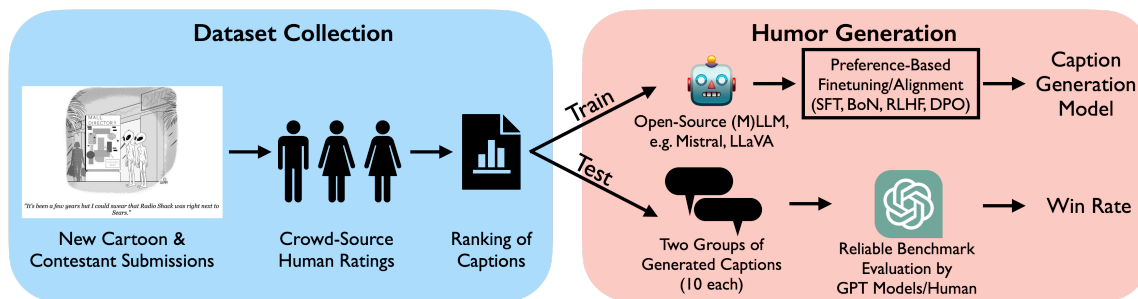 Dataset Collection
MALL
DIRECTORY
"It's been a few years but I could swear that Radio Shack was right next to
Sears."
New Cartoon &
Contestant Submissions
Crowd-Source
Human Ratings
Ranking of
Captions
Humor Generation
Train
Test
Open-Source (M)LLM,
e.g. Mistral, LLaVA
Preference-Based
Finetuning/Alignment
(SFT, BoN, RLHF, DPO)
Caption
Generation
Model
Two Groups of
Generated Captions
(10 each)
Reliable Benchmark
Evaluation by
GPT Models/Human
Win Rate